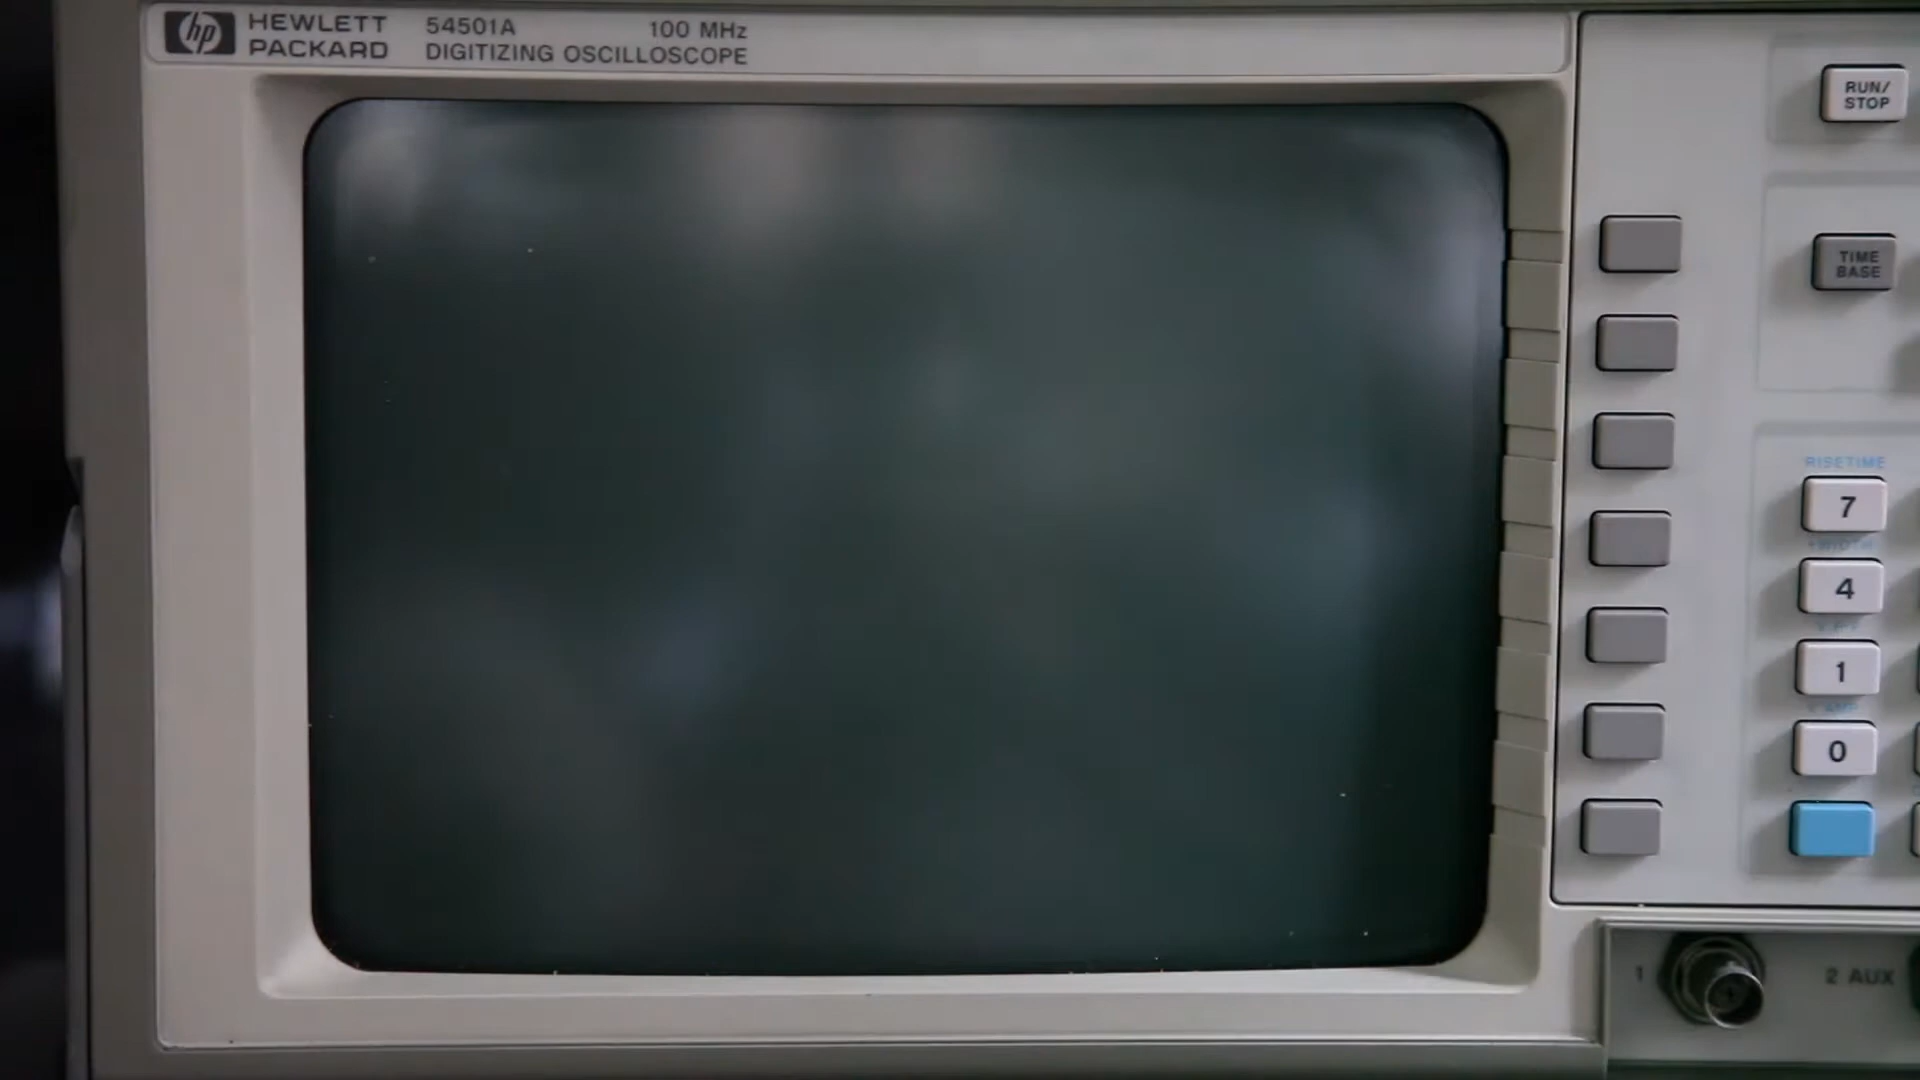 hp HEWLETT PACKARD
54501A 100 MHz
DIGITIZING OSCILLOSCOPE
RUN/
STOP
TIME
BASE
RISETIME
7
+WIDTH
4
1
0
1
2 AUX